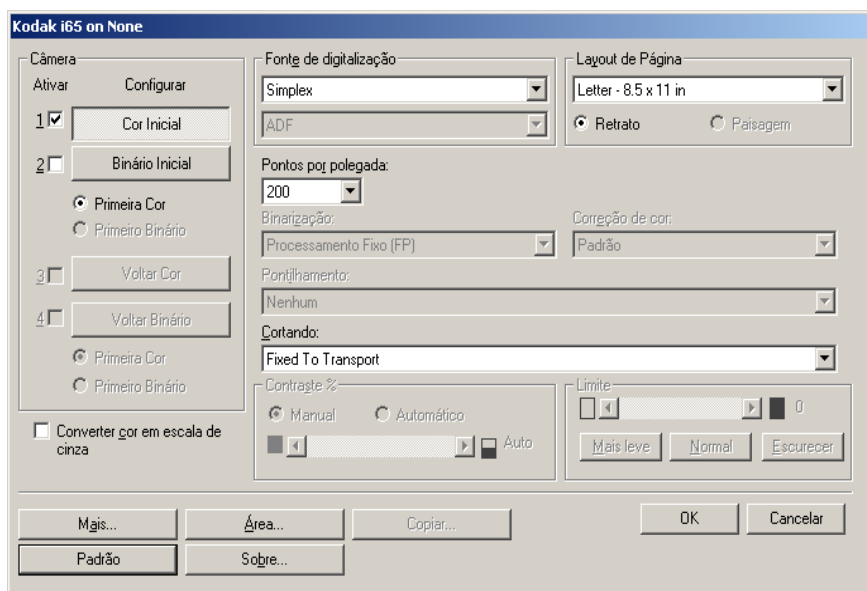 Kodak i65 on None
Câmera
Ativar Configurar
1 Cor Inicial
2 Binário Inicial
Primeira Cor
Primeiro Binário
3 Voltar Cor
4 Voltar Binário
Primeira Cor
Primeiro Binário
Converter cor em escala de
cinza
Fonte de digitalização
Simplex
ADF
Layout de Página
Letter - 8.5 x 11 in
Retrato Paisagem
Pontos por polegada:
200
Binarização: Correção de cor:
Processamento Fixo (FP) Padrão
Pontilhamento:
Nenhum
Cortando:
Fixed To Transport
Contraste %
Manual Automático
Auto
Limite
0
Mais leve Normal Escurecer
Mais... Área... Copiar... OK Cancelar
Padrão Sobre...